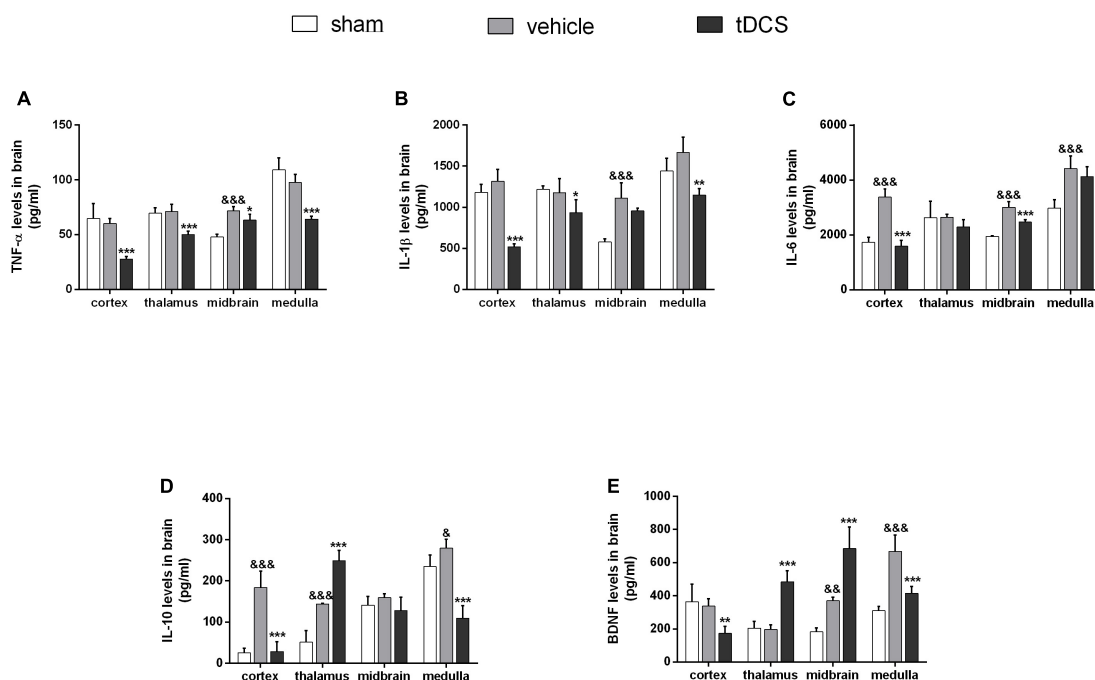 sham vehicle tDCS
A B C
TNF-α levels in brain
(pg/ml)
150
100
50
0
&&&
*
***
***
***
cortex thalamus midbrain medulla
IL-1β levels in brain
(pg/ml)
2000
1500
1000
500
0
&&&
*
**
***
cortex thalamus midbrain medulla
IL-6 levels in brain
(pg/ml)
6000
4000
2000
0
&&&
&&&
&&&
***
***
cortex thalamus midbrain medulla
D E
IL-10 levels in brain
(pg/ml)
400
300
200
100
0
&
***
&&&
&&&
***
***
cortex thalamus midbrain medulla
BDNF levels in brain
(pg/ml)
1000
800
600
400
200
0
***
&&&
***
&&
***
**
cortex thalamus midbrain medulla